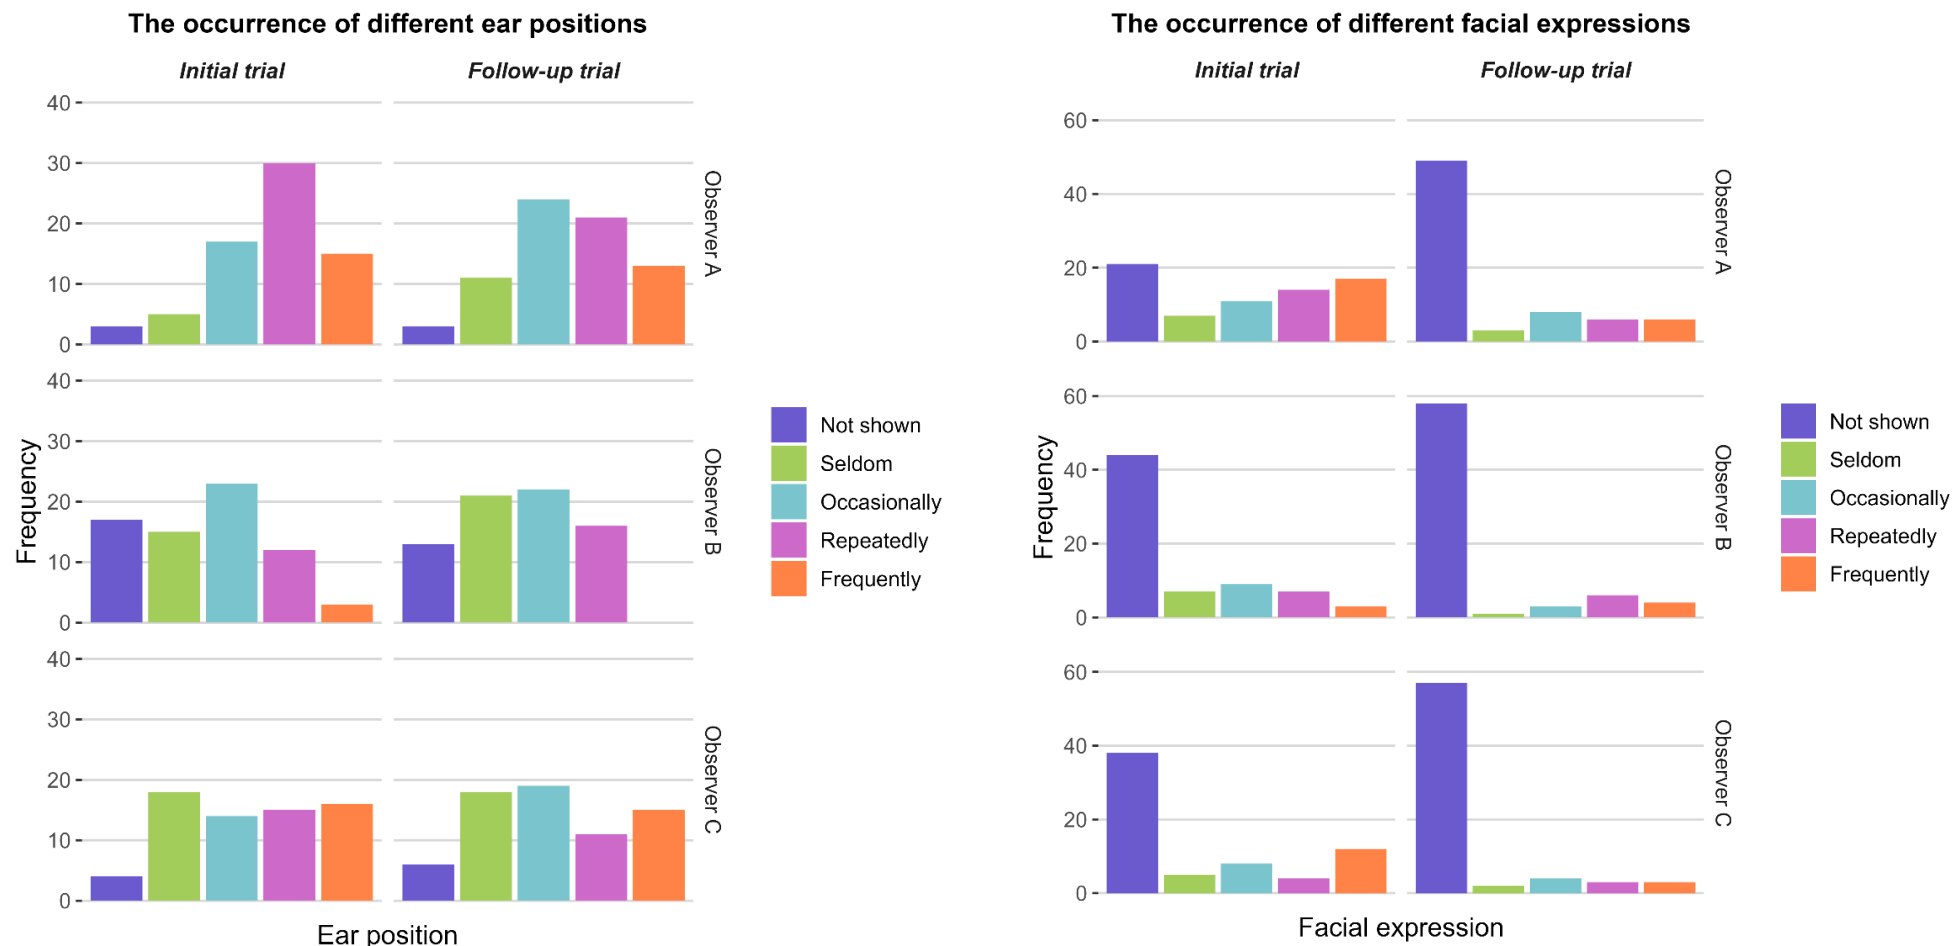 The occurrence of different ear positions
Initial trial
Follow-up trial
40
30
20
10
0
Observer A
40
30
20
10
0
Observer B
40
30
20
10
0
Observer C
Frequency
Ear position
Not shown
Seldom
Occasionally
Repeatedly
Frequently
The occurrence of different facial expressions
Initial trial
Follow-up trial
60
40
20
0
Observer A
60
40
20
0
Observer B
60
40
20
0
Observer C
Frequency
Facial expression
Not shown
Seldom
Occasionally
Repeatedly
Frequently